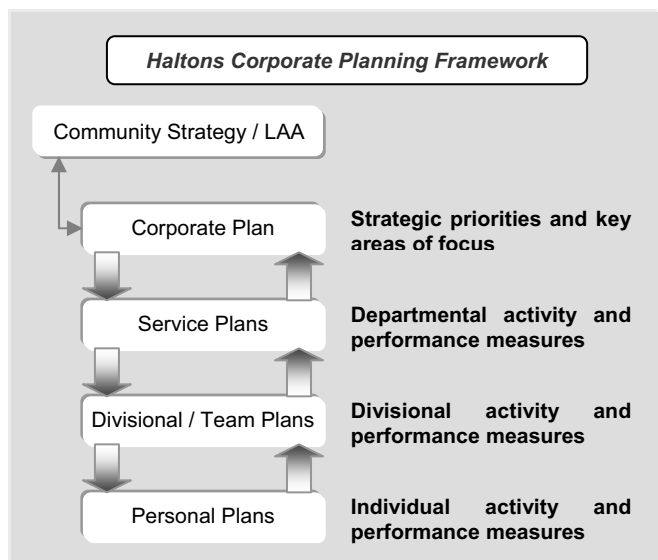 Haltons Corporate Planning Framework
Community Strategy / LAA
Corporate Plan
Strategic priorities and key
areas of focus
Service Plans
Departmental activity and
performance measures
Divisional / Team Plans
Divisional activity and
performance measures
Personal Plans
Individual activity and
performance measures